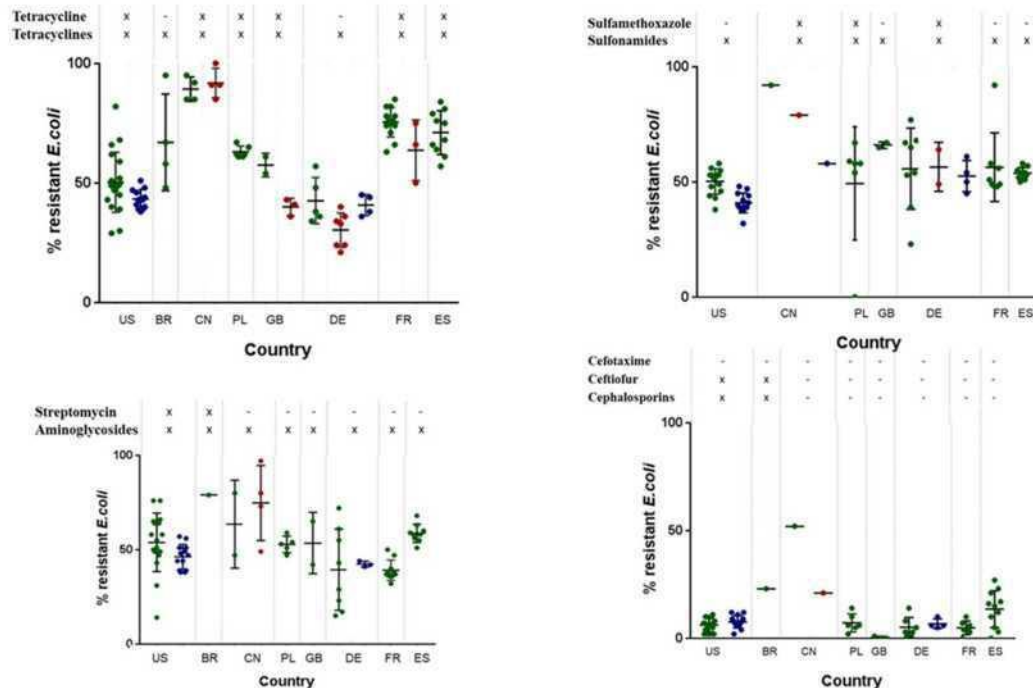 Tetracycline x - x x x - x x
Tetracyclines x x x x x x x x
100
50
0
% resistant E.coli
US BR CN PL GB DE FR ES
Country
Sulfamethoxazole - x x - x - -
Sulfonamides x x x x x x x
100
50
0
% resistant E.coli
US CN PL GB DE FR ES
Country
Streptomycin x x - - - - - -
Aminoglycosides x x x x x x x x
100
50
0
% resistant E.coli
US BR CN PL GB DE FR ES
Country
Cefotaxime - - - - - - - -
Ceftiofur x x - - - - - -
Cephalosporins x x - - - - - -
100
50
0
% resistant E.coli
US BR CN PL GB DE FR ES
Country